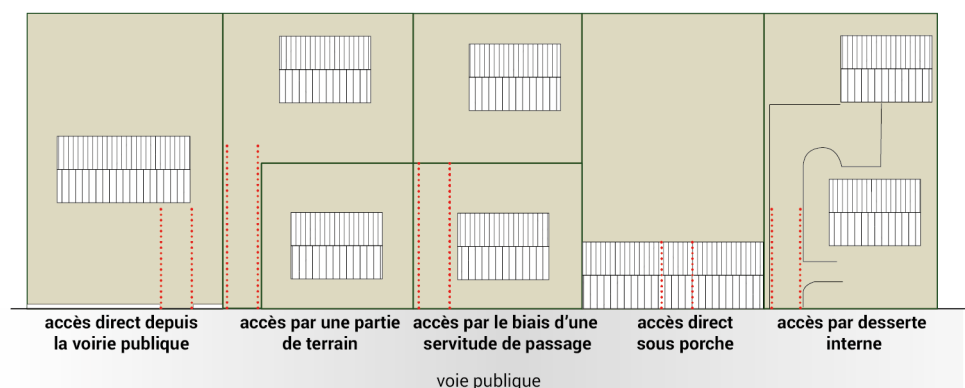 accès direct depuis
la voirie publique
accès par une partie
de terrain
accès par le biais d'une
servitude de passage
accès direct
sous porche
accès par desserte
interne
voie publique